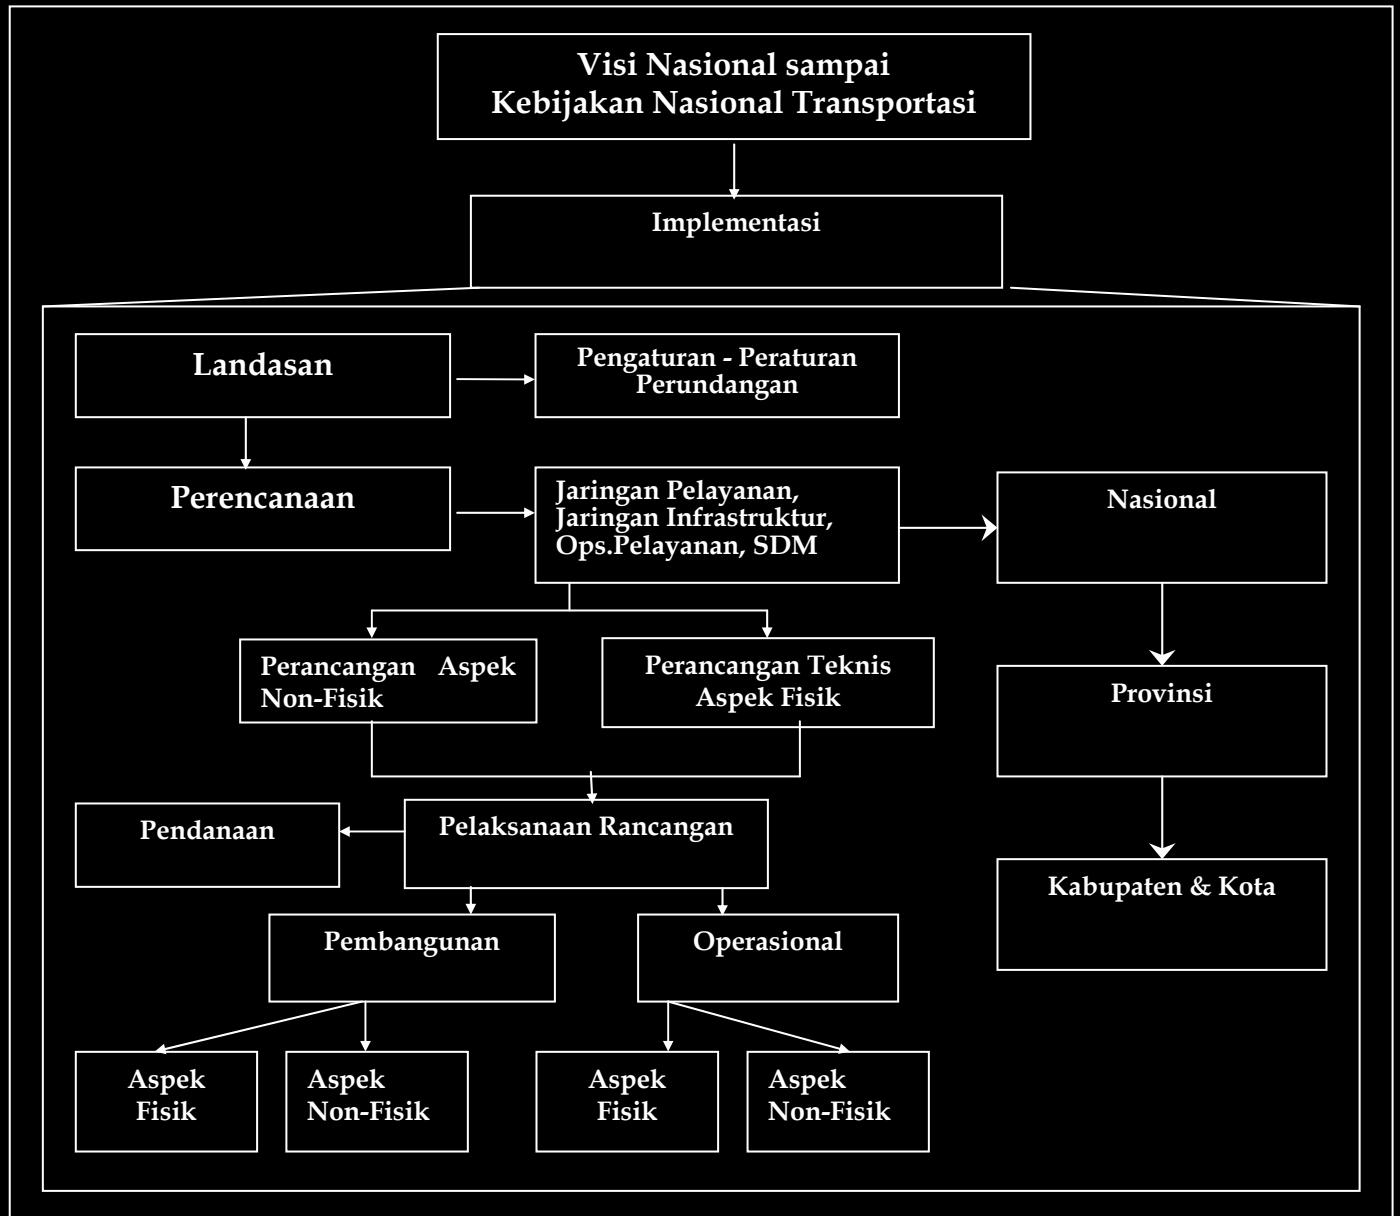 Visi Nasional sampai
Kebijakan Nasional Transportasi
Implementasi
Landasan
Pengaturan - Peraturan
Perundangan
Perencanaan
Jaringan Pelayanan,
Jaringan Infrastruktur,
Ops.Pelayanan, SDM
Nasional
Perancangan Aspek
Non-Fisik
Perancangan Teknis
Aspek Fisik
Provinsi
Pendanaan
Pelaksanaan Rancangan
Kabupaten & Kota
Pembangunan
Operasional
Aspek
Fisik
Aspek
Non-Fisik
Aspek
Fisik
Aspek
Non-Fisik